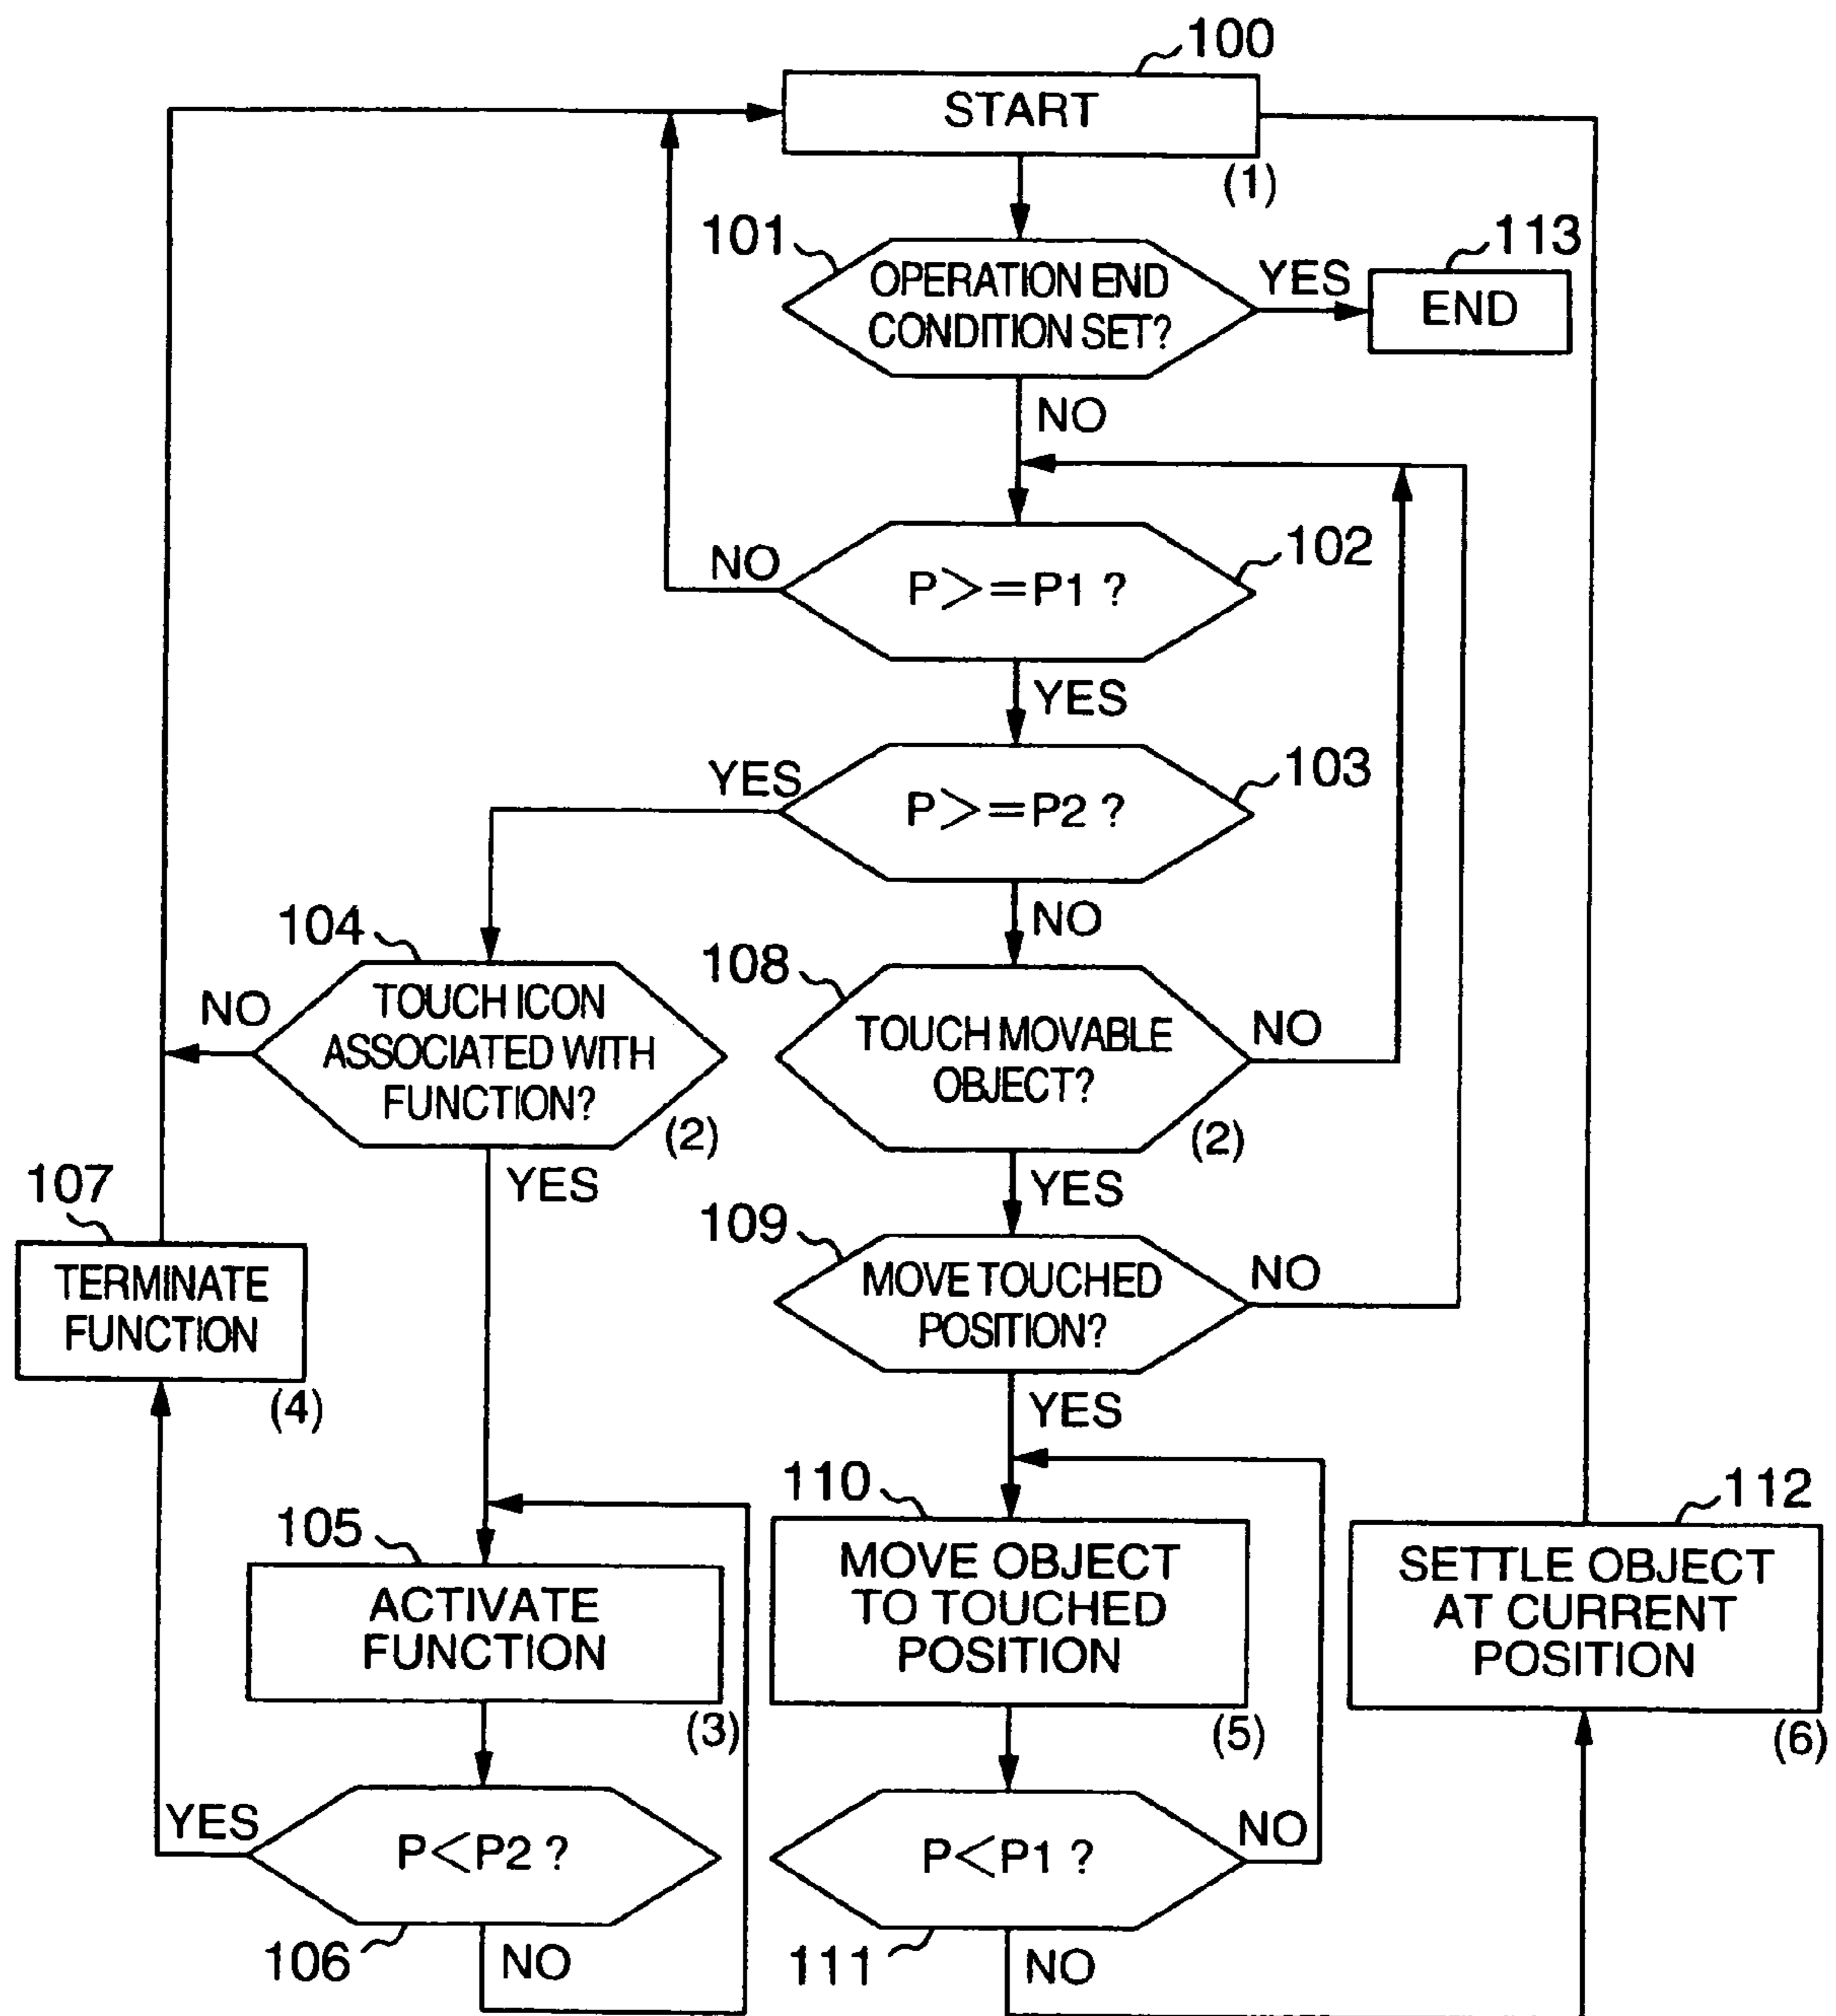 100
START
(1)
101
OPERATION END
CONDITION SET?
YES
113
END
NO
102
P>=P1 ?
NO
YES
103
P>=P2 ?
YES
NO
104
TOUCH ICON
ASSOCIATED WITH
FUNCTION?
(2)
NO
YES
108
TOUCH MOVABLE
OBJECT?
(2)
NO
YES
107
TERMINATE
FUNCTION
(4)
109
MOVE TOUCHED
POSITION?
NO
YES
105
ACTIVATE
FUNCTION
(3)
110
MOVE OBJECT
TO TOUCHED
POSITION
(5)
112
SETTLE OBJECT
AT CURRENT
POSITION
(6)
YES
P<P2 ?
106
NO
P<P1 ?
NO
111
NO